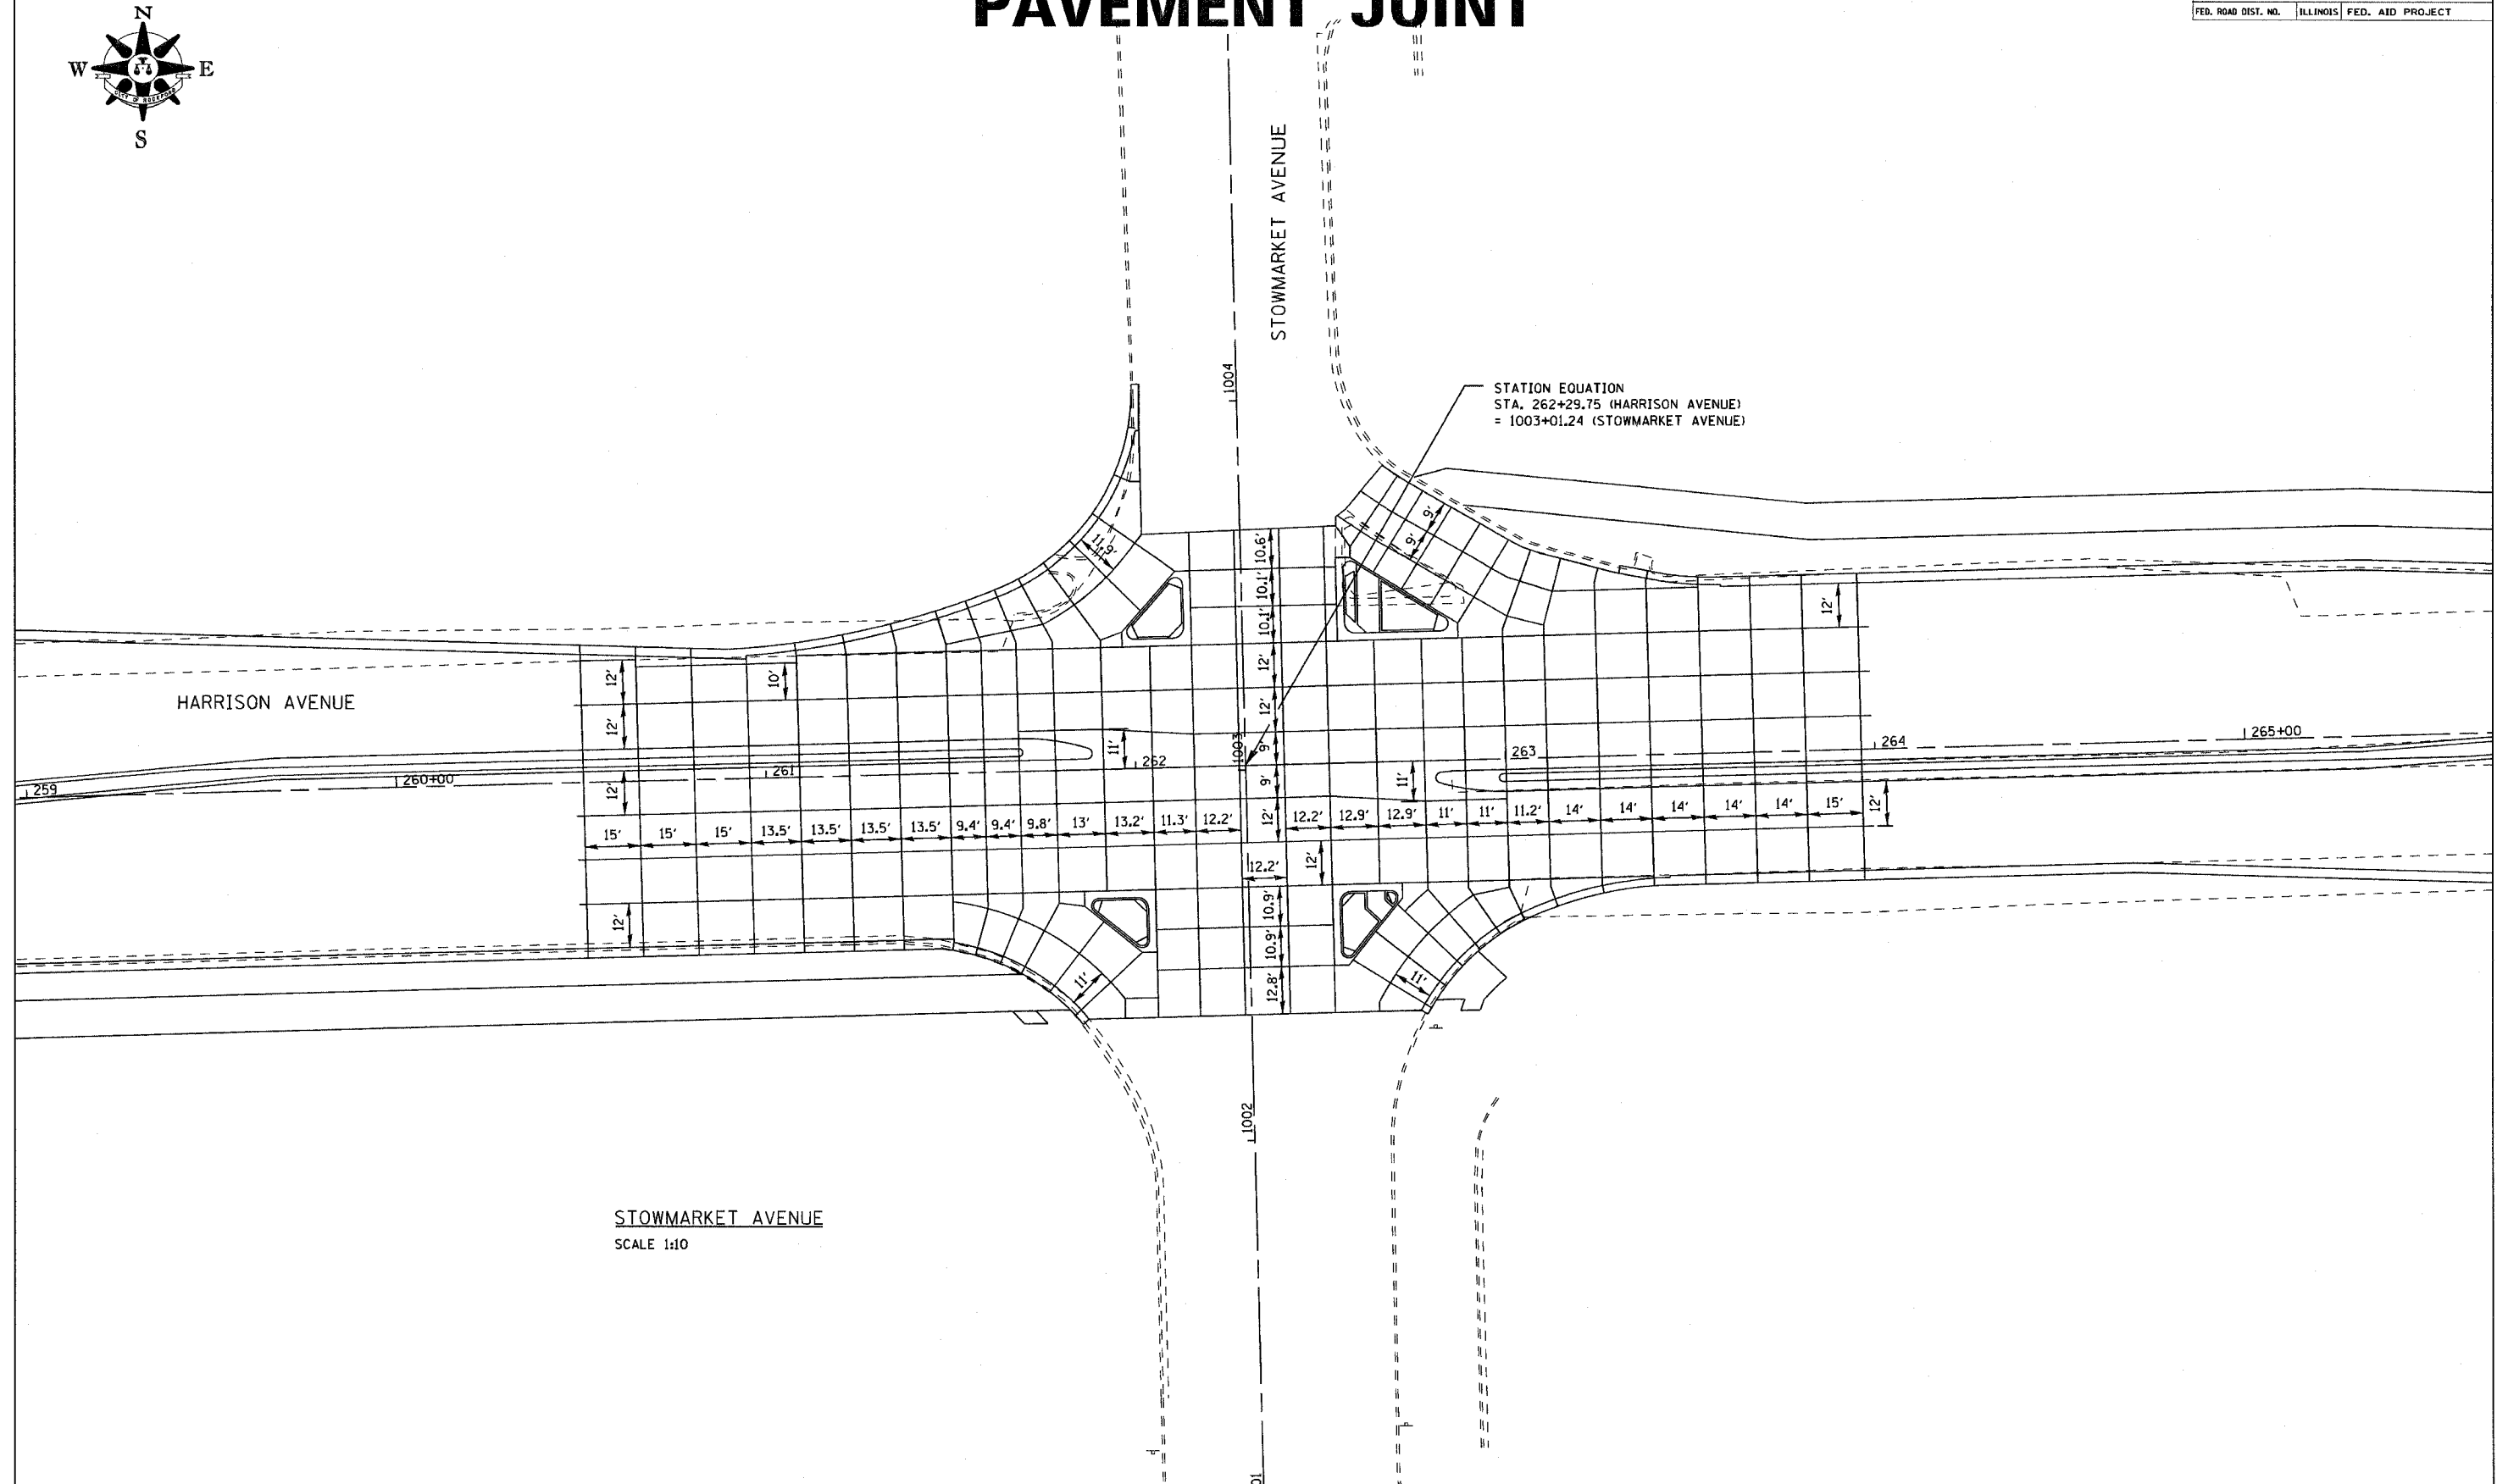 PAVEMENT JOINT
FED. ROAD DIST. NO. ILLINOIS FED. AID PROJECT
N
W E
CITY OF ROCKFORD
S
STOWMARKET AVENUE
1004
STATION EQUATION
STA. 262+29.75 (HARRISON AVENUE)
= 1003+01.24 (STOWMARKET AVENUE)
11.9'
10.6'
10.1'
10.1'
9'
9'
12'
HARRISON AVENUE
12'
10'
12'
12'
12'
11'
9'
1003
259
260+00
261
262
263
264
265+00
12'
9'
11'
12'
15' 15' 15' 13.5' 13.5' 13.5' 13.5' 9.4' 9.4' 9.8' 13' 13.2' 11.3' 12.2' 12' 12.2' 12.9' 12.9' 11' 11' 11.2' 14' 14' 14' 14' 14' 15'
12.2'
12'
12'
10.9'
10.9'
12.8'
11'
11'
1002
STOWMARKET AVENUE
SCALE 1:10